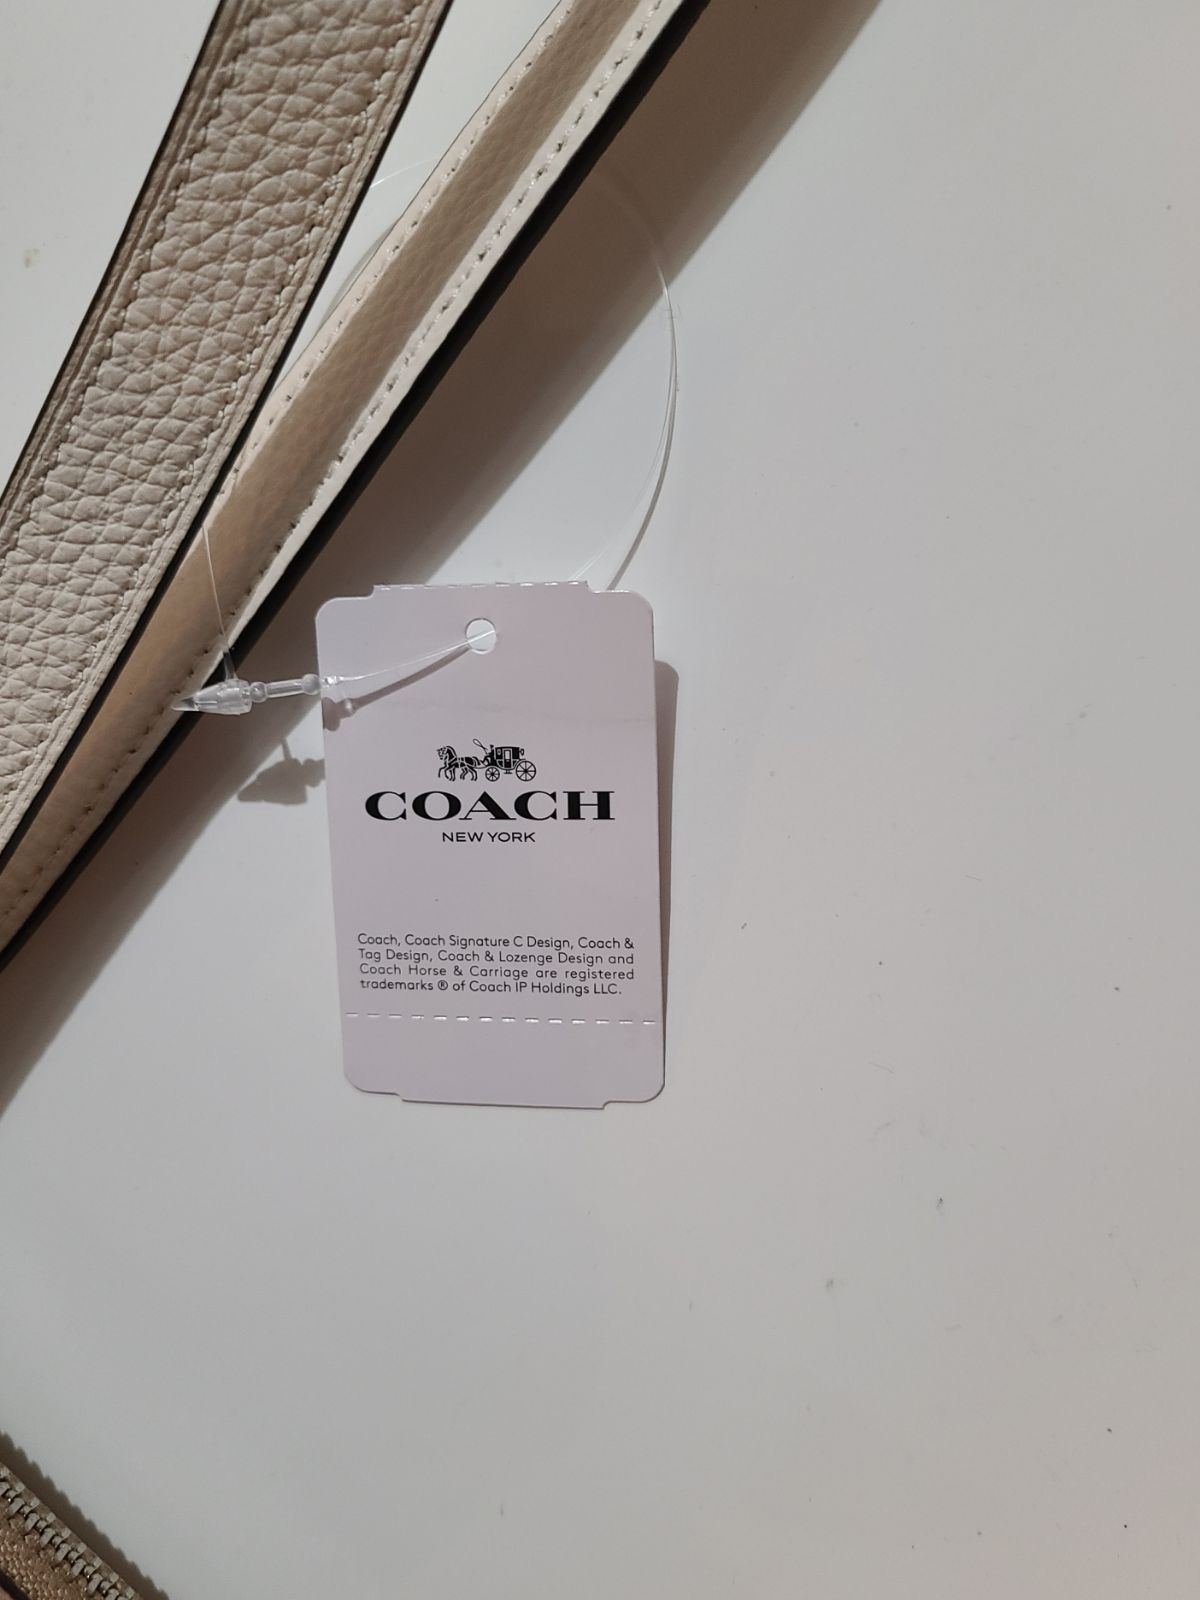 COACH
NEW YORK
Coach, Coach Signature C Design, Coach &
Tag Design, Coach & Lozenge Design and
Coach Horse & Carriage are registered
trademarks ® of Coach IP Holdings LLC.